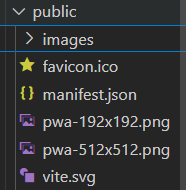 public
images
favicon.ico
manifest.json
pwa-192x192.png
pwa-512x512.png
vite.svg